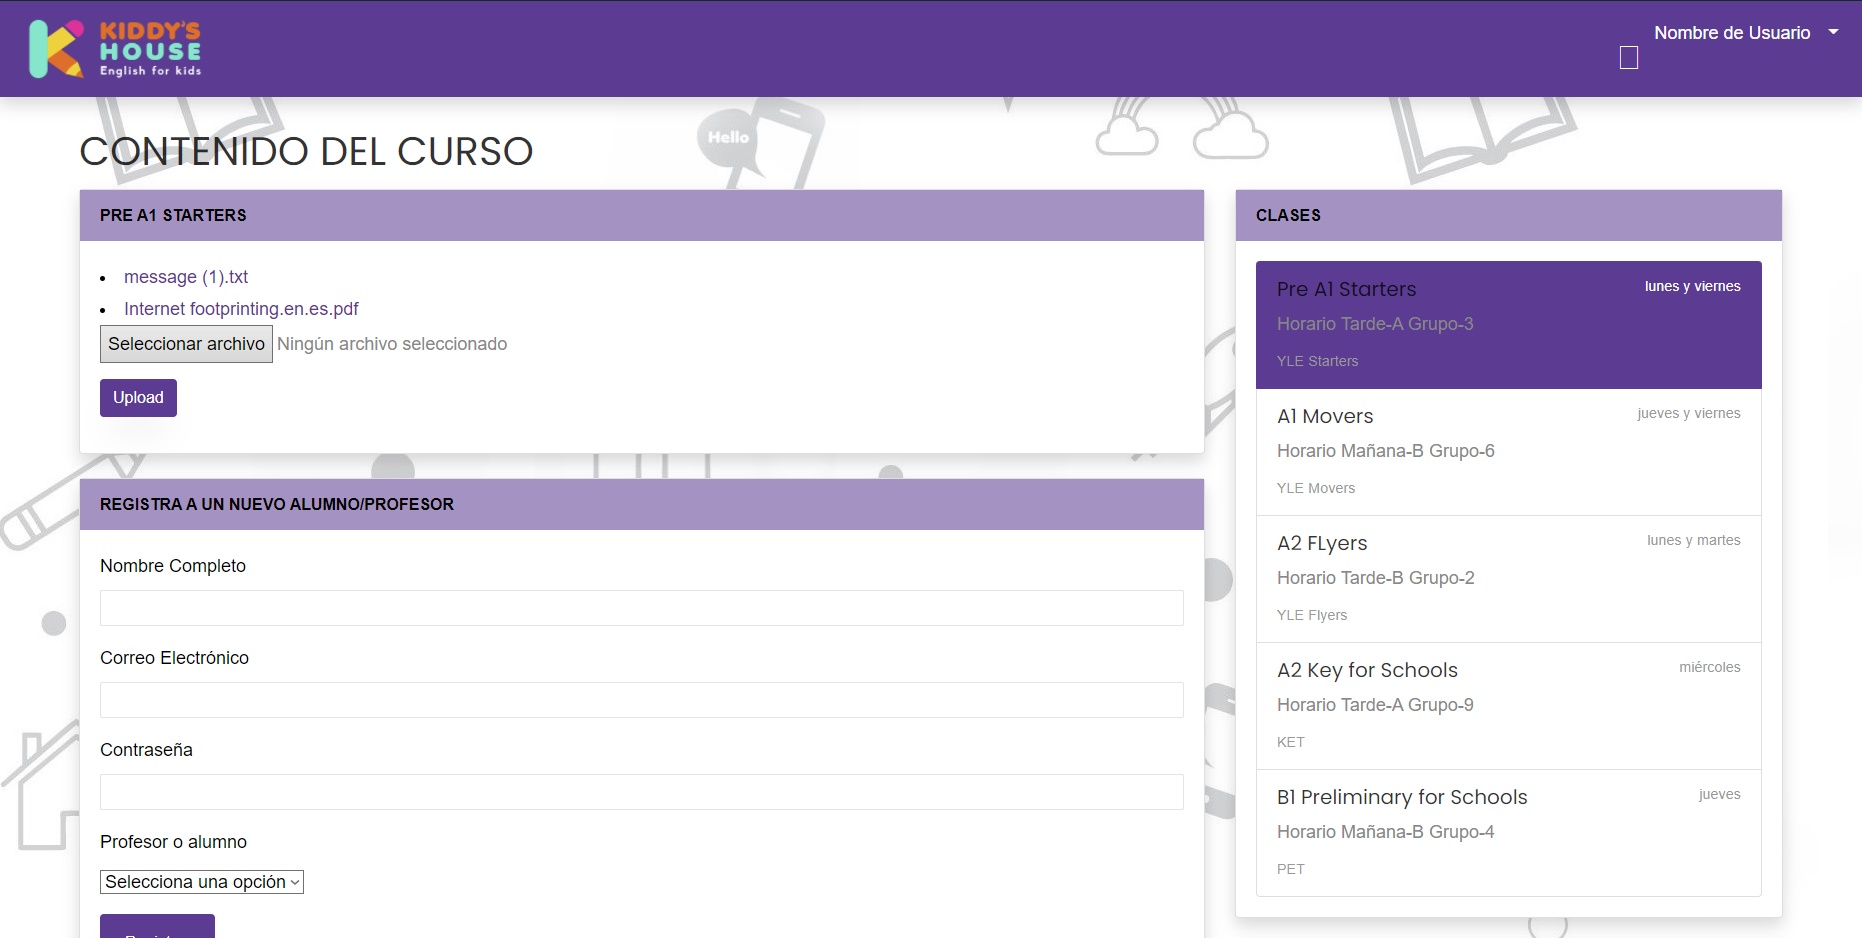 KIDDY'S
HOUSE
English for kids
Nombre de Usuario
Hello
CONTENIDO DEL CURSO
PRE A1 STARTERS
message (1).txt
Internet footprinting.en.es.pdf
Seleccionar archivo Ningún archivo seleccionado
Upload
REGISTRA A UN NUEVO ALUMNO/PROFESOR
Nombre Completo
Correo Electrónico
Contraseña
Profesor o alumno
Selecciona una opción
CLASES
Pre A1 Starters
lunes y viernes
Horario Tarde-A Grupo-3
YLE Starters
A1 Movers
jueves y viernes
Horario Mañana-B Grupo-6
YLE Movers
A2 FLyers
lunes y martes
Horario Tarde-B Grupo-2
YLE Flyers
A2 Key for Schools
miércoles
Horario Tarde-A Grupo-9
KET
B1 Preliminary for Schools
jueves
Horario Mañana-B Grupo-4
PET